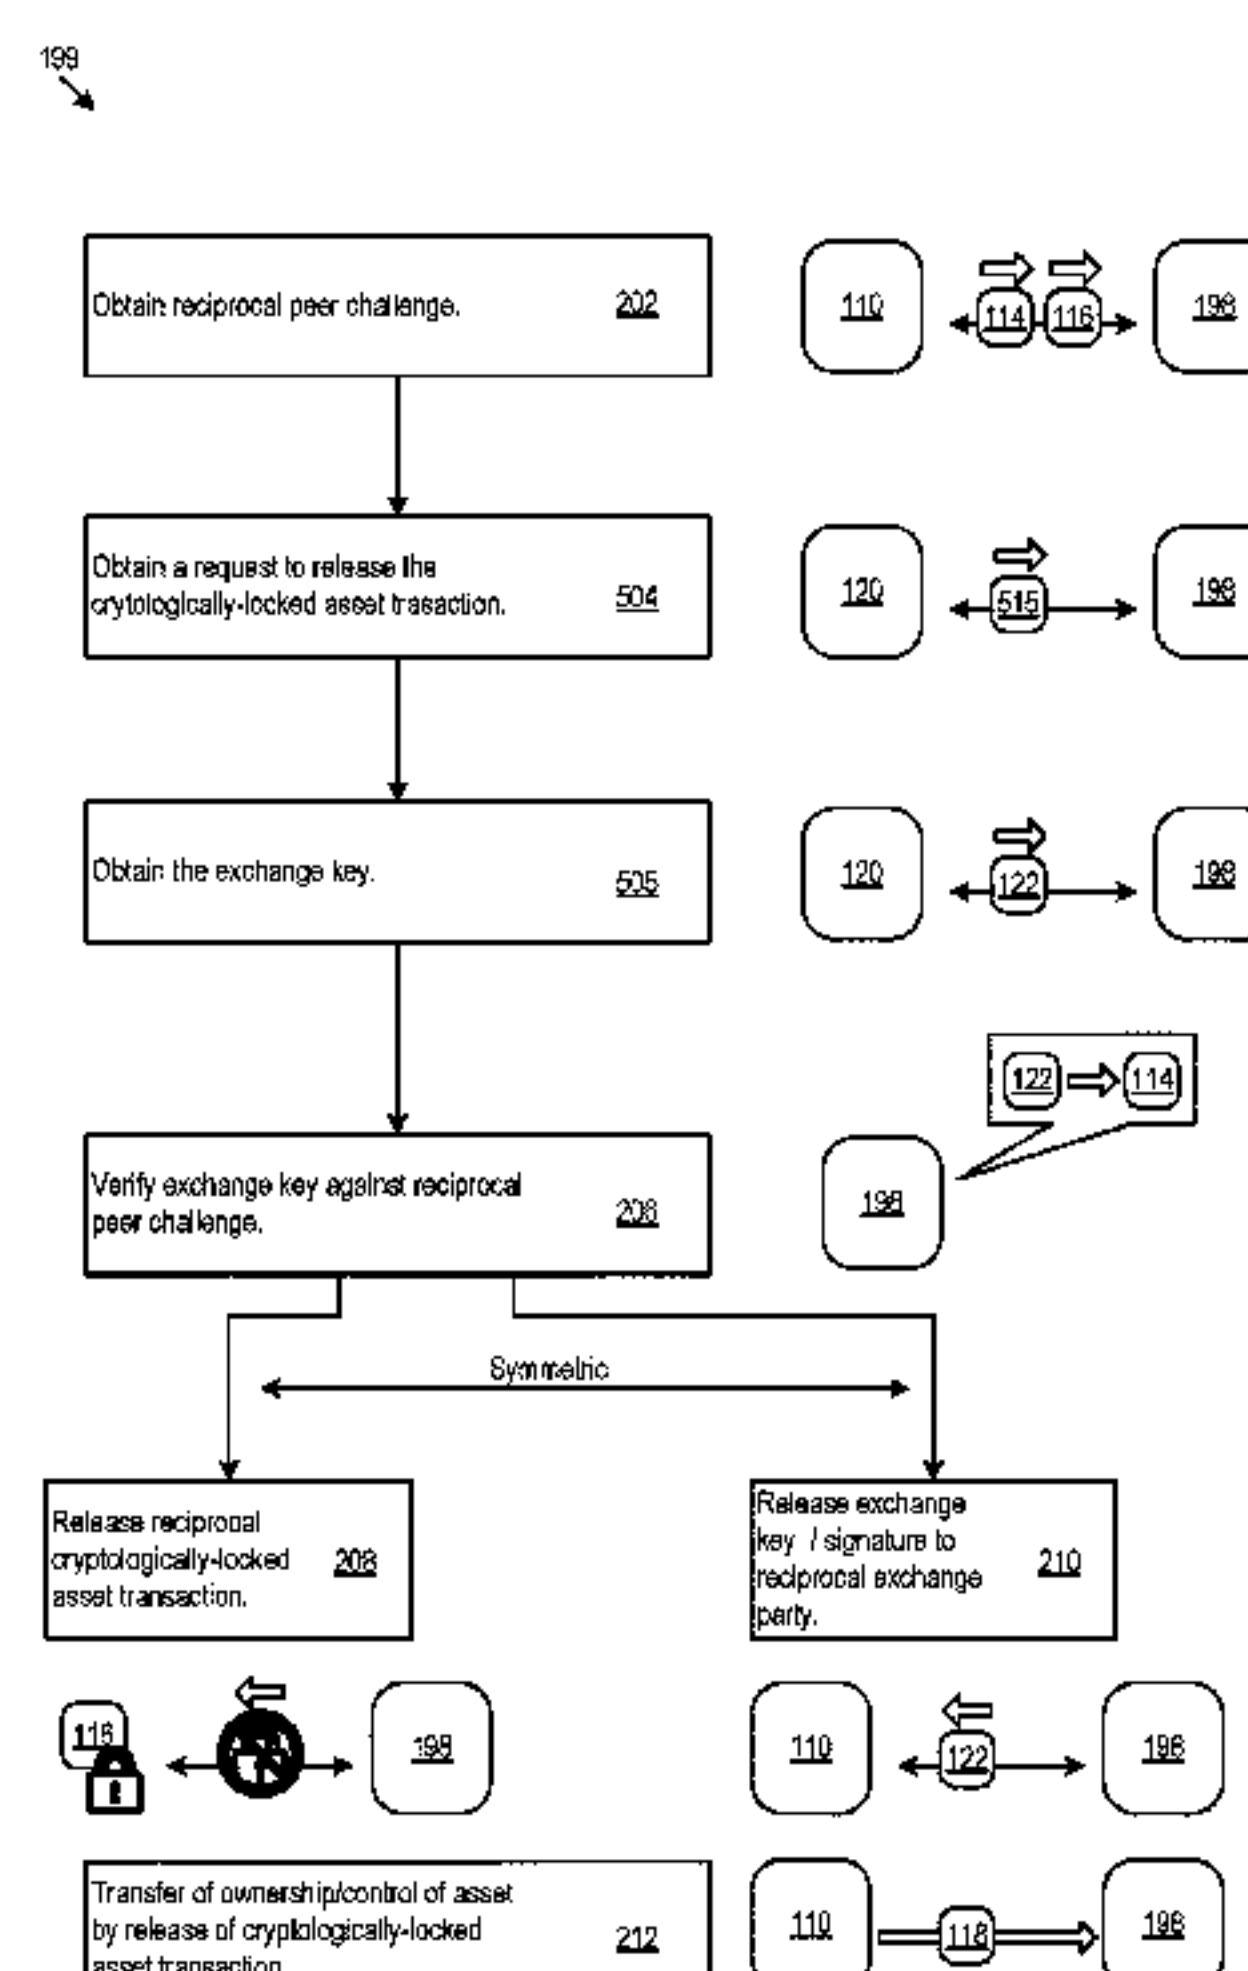 199
Obtain reciprocal peer challenge. 202
110 114 116 198
Obtain a request to release the
crytologically-locked asset trasaction. 504
120 515 198
Obtain the exchange key. 505
120 122 198
122 114
Verify exchange key against reciprocal
peer challenge. 206
198
Symmetric
Release reciprocal
cryptologically-locked 208
asset transaction.
Release exchange
key / signature to
reciprocal exchange 210
party.
116 198
110 122 198
Transfer of ownership/control of asset
by release of cryptologically-locked 212
asset transaction
110 118 198